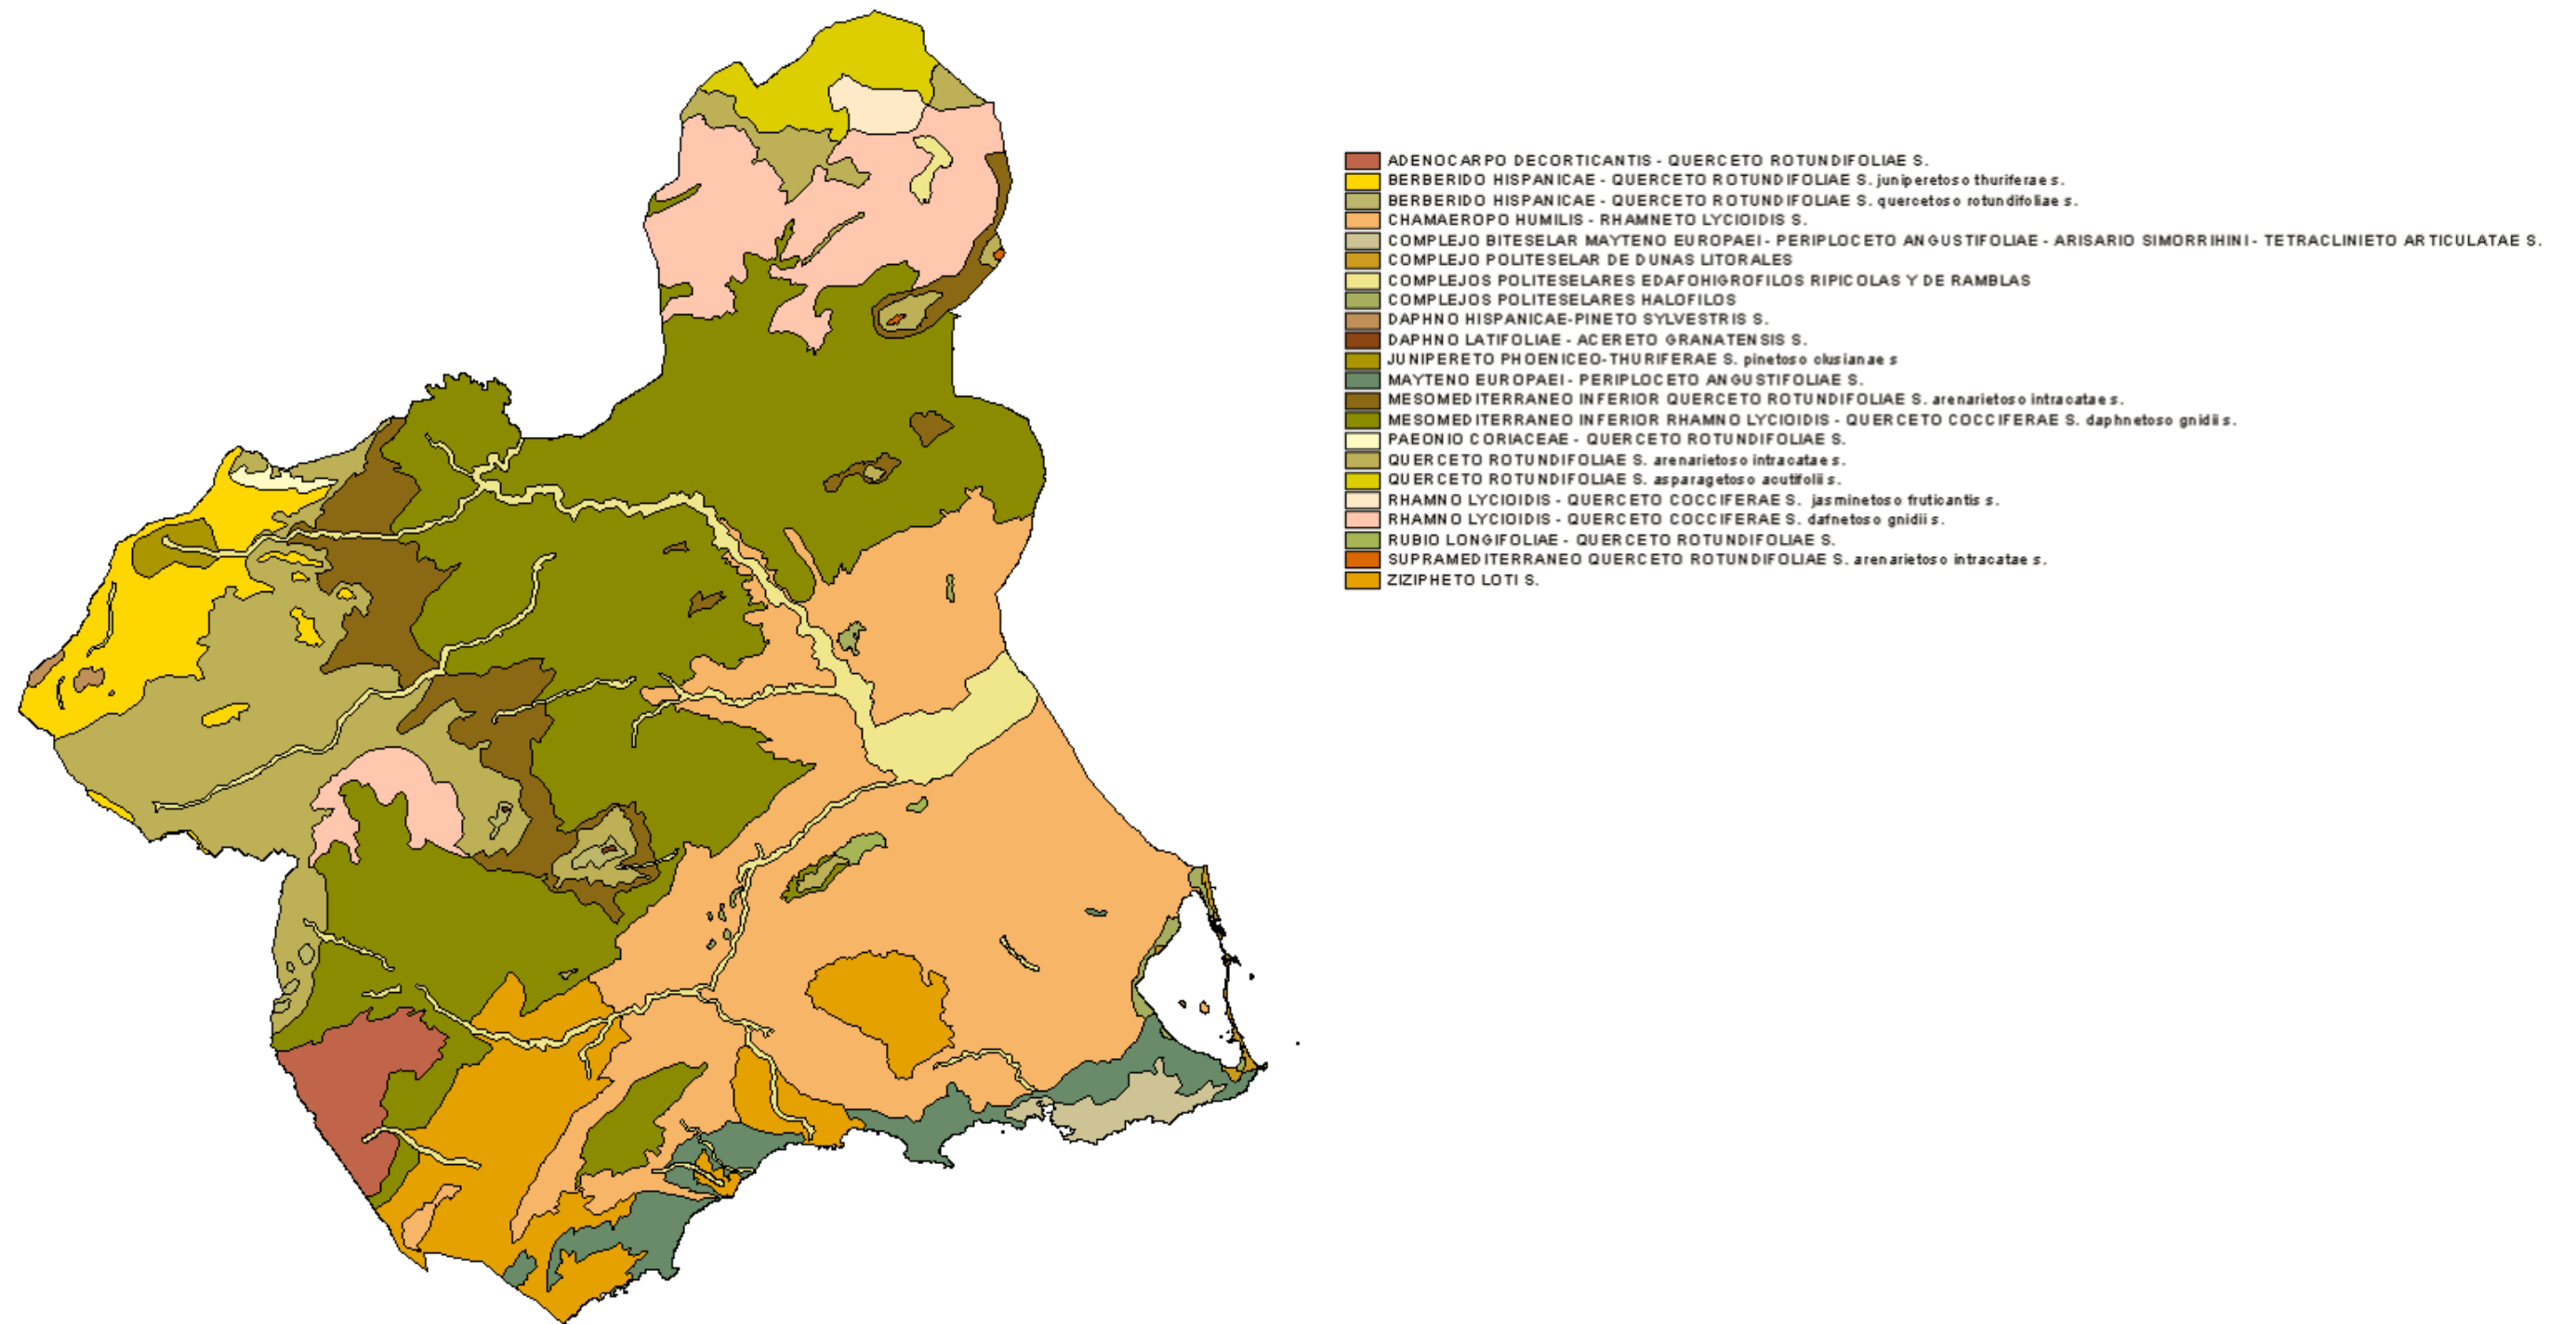 ADENOCARPO DECORTICANTIS - QUERCETO ROTUNDIFOLIAE S.
BERBERIDO HISPANICAE - QUERCETO ROTUNDIFOLIAE S. juniperetoso thuriferae s.
BERBERIDO HISPANICAE - QUERCETO ROTUNDIFOLIAE S. quercetoso rotundifoliae s.
CHAMAEROPO HUMILIS - RHAMNETO LYCIOIDIS S.
COMPLEJO BITESELAR MAYTENO EUROPAEI - PERIPLOCETO ANGUSTIFOLIAE - ARISARIO SIMORRIHINI - TETRACLINIETO ARTICULATAE S.
COMPLEJO POLITESELAR DE DUNAS LITORALES
COMPLEJOS POLITESELARES EDAFOHIGROFILOS RIPICOLAS Y DE RAMBLAS
COMPLEJOS POLITESELARES HALOFILOS
DAPHNO HISPANICAE-PINETO SYLVESTRIS S.
DAPHNO LATIFOLIAE - ACERETO GRANATENSIS S.
JUNIPERETO PHOENICEO-THURIFERAE S. pinetoso clusianae s
MAYTENO EUROPAEI - PERIPLOCETO ANGUSTIFOLIAE S.
MESOMEDITERRANEO INFERIOR QUERCETO ROTUNDIFOLIAE S. arenarietoso intracatae s.
MESOMEDITERRANEO INFERIOR RHAMNO LYCIOIDIS - QUERCETO COCCIFERAE S. daphnetoso gnidii s.
PAEONIO CORIACEAE - QUERCETO ROTUNDIFOLIAE S.
QUERCETO ROTUNDIFOLIAE S. arenarietoso intracatae s.
QUERCETO ROTUNDIFOLIAE S. asparagetoso acutifolii s.
RHAMNO LYCIOIDIS - QUERCETO COCCIFERAE S. jasminetoso fruticantis s.
RHAMNO LYCIOIDIS - QUERCETO COCCIFERAE S. dafnetoso gnidii s.
RUBIO LONGIFOLIAE - QUERCETO ROTUNDIFOLIAE S.
SUPRAMEDITERRANEO QUERCETO ROTUNDIFOLIAE S. arenarietoso intracatae s.
ZIZIPHETO LOTI S.